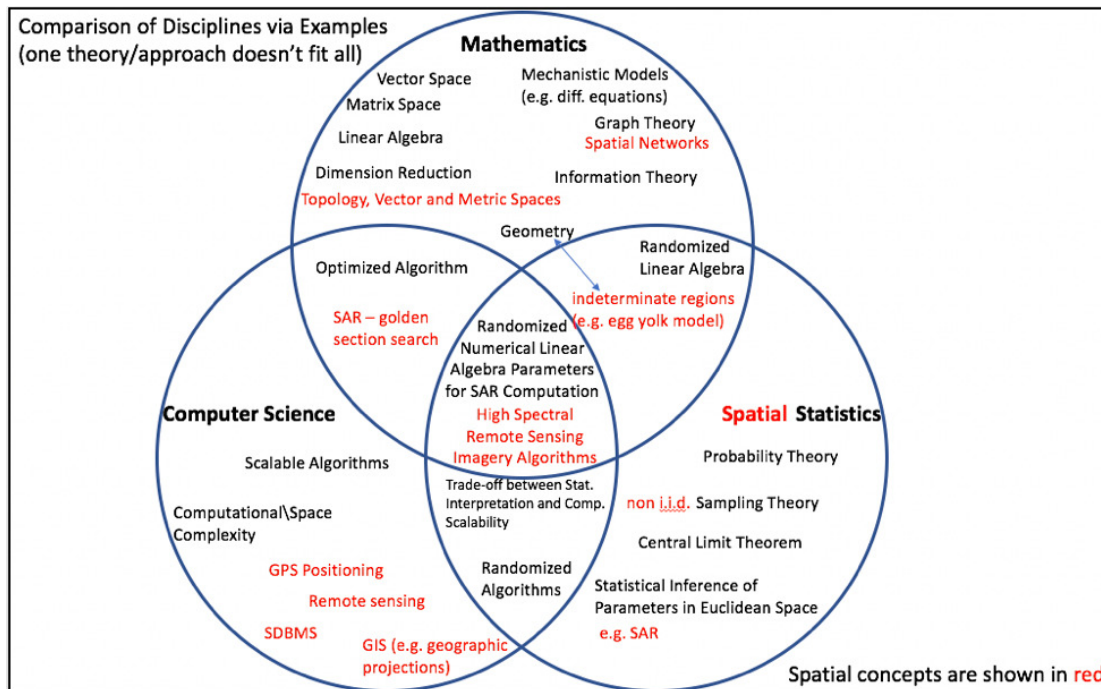 Comparison of Disciplines via Examples
(one theory/approach doesn't fit all)
Mathematics
Vector Space
Matrix Space
Linear Algebra
Dimension Reduction
Topology, Vector and Metric Spaces
Mechanistic Models
(e.g. diff. equations)
Graph Theory
Spatial Networks
Information Theory
Geometry
Optimized Algorithm
SAR – golden
section search
Randomized
Linear Algebra
indeterminate regions
(e.g. egg yolk model)
Randomized
Numerical Linear
Algebra Parameters
for SAR Computation
High Spectral
Remote Sensing
Imagery Algorithms
Computer Science
Scalable Algorithms
Computational\Space
Complexity
GPS Positioning
Remote sensing
SDBMS
GIS (e.g. geographic
projections)
Trade-off between Stat.
Interpretation and Comp.
Scalability
Randomized
Algorithms
Spatial Statistics
Probability Theory
non i.i.d. Sampling Theory
Central Limit Theorem
Statistical Inference of
Parameters in Euclidean Space
e.g. SAR
Spatial concepts are shown in red